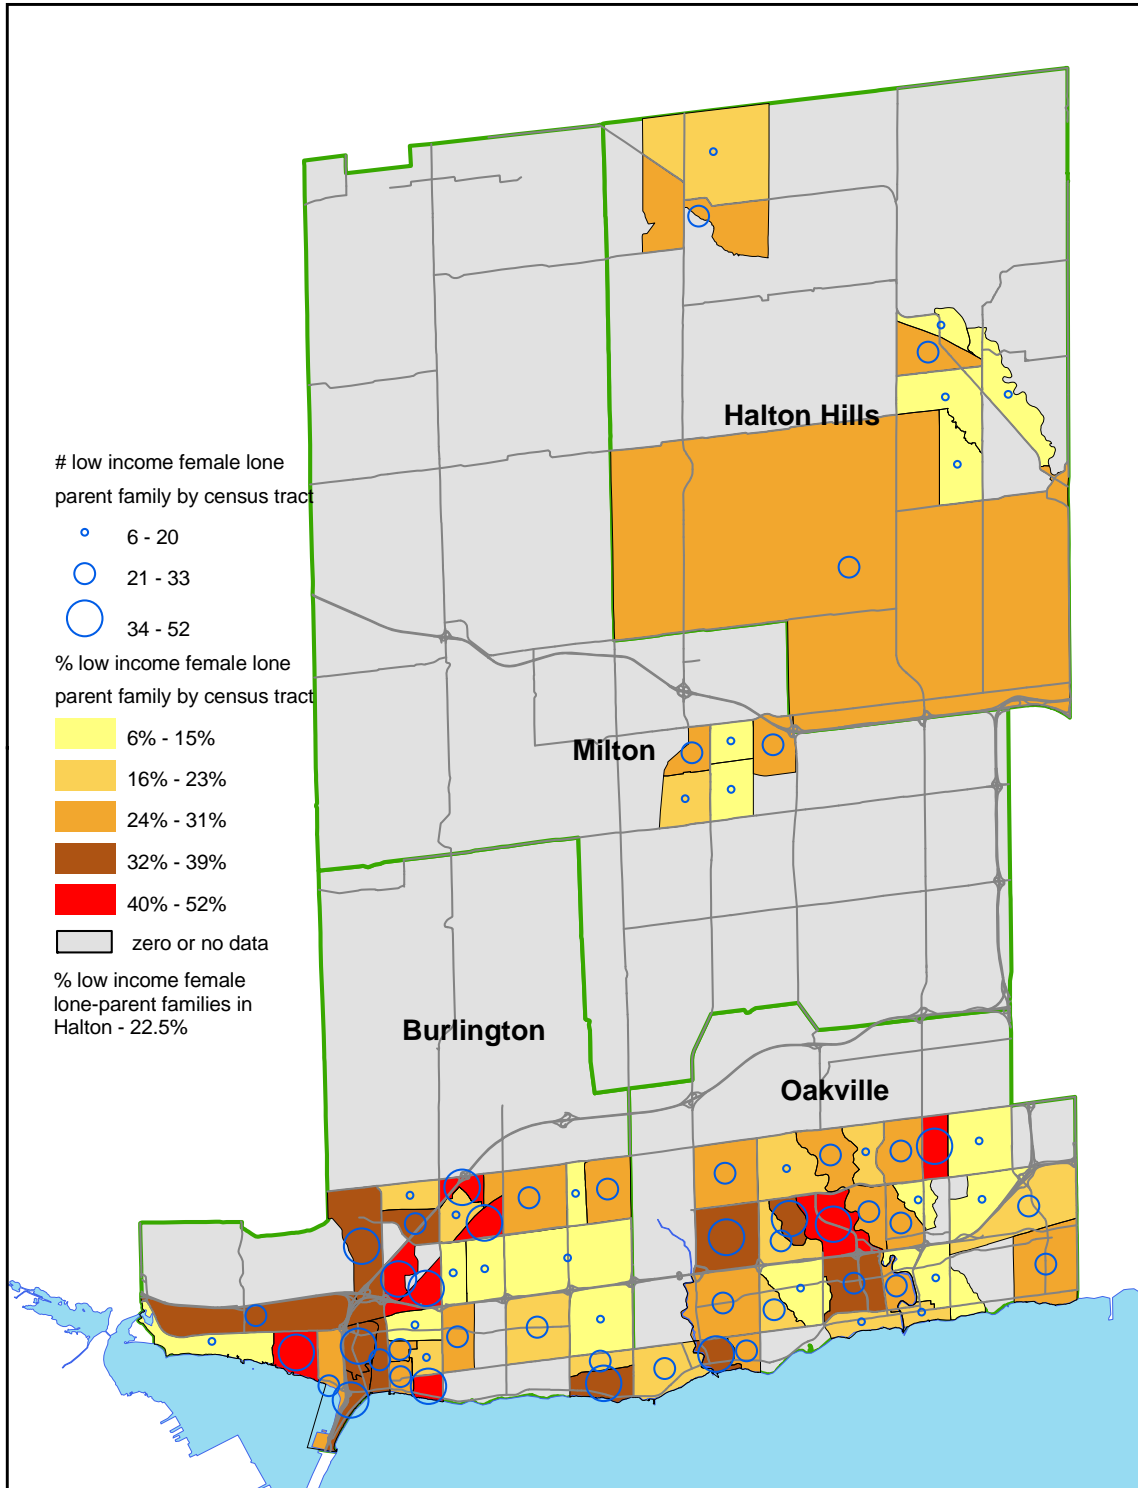 Halton Hills
# low income female lone
parent family by census tract
6 - 20
21 - 33
34 - 52
% low income female lone
parent family by census tract
6% - 15%
16% - 23%
24% - 31%
32% - 39%
40% - 52%
zero or no data
% low income female
lone-parent families in
Halton - 22.5%
Milton
Burlington
Oakville